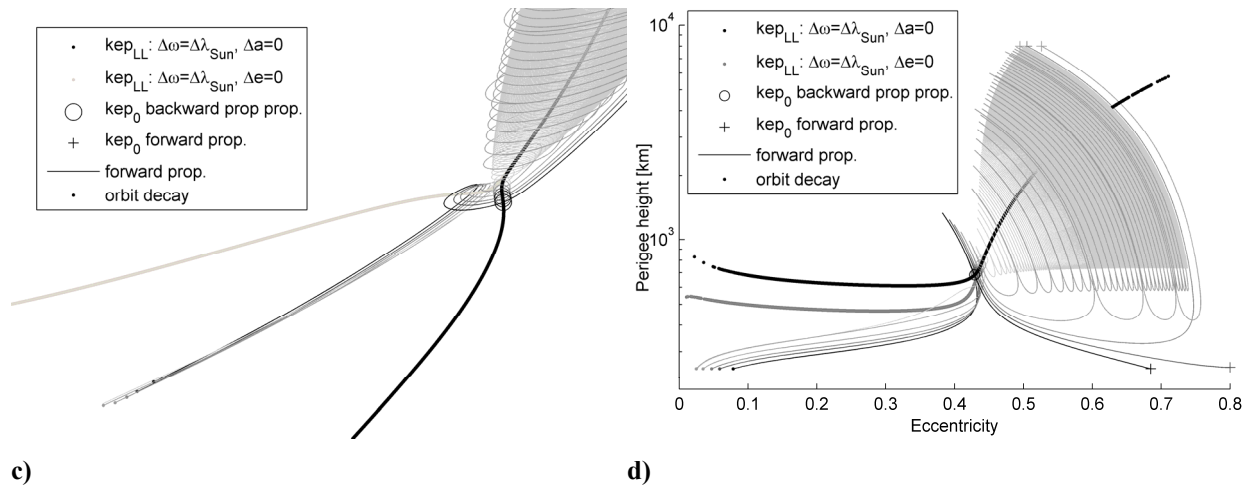 kep_LL: Δω=Δλ_Sun, Δa=0
kep_LL: Δω=Δλ_Sun, Δe=0
kep_0 backward prop prop.
kep_0 forward prop.
forward prop.
orbit decay
c)
10^4
10^3
Perigee height [km]
kep_LL: Δω=Δλ_Sun, Δa=0
kep_LL: Δω=Δλ_Sun, Δe=0
kep_0 backward prop prop.
kep_0 forward prop.
forward prop.
orbit decay
0 0.1 0.2 0.3 0.4 0.5 0.6 0.7 0.8
Eccentricity
d)